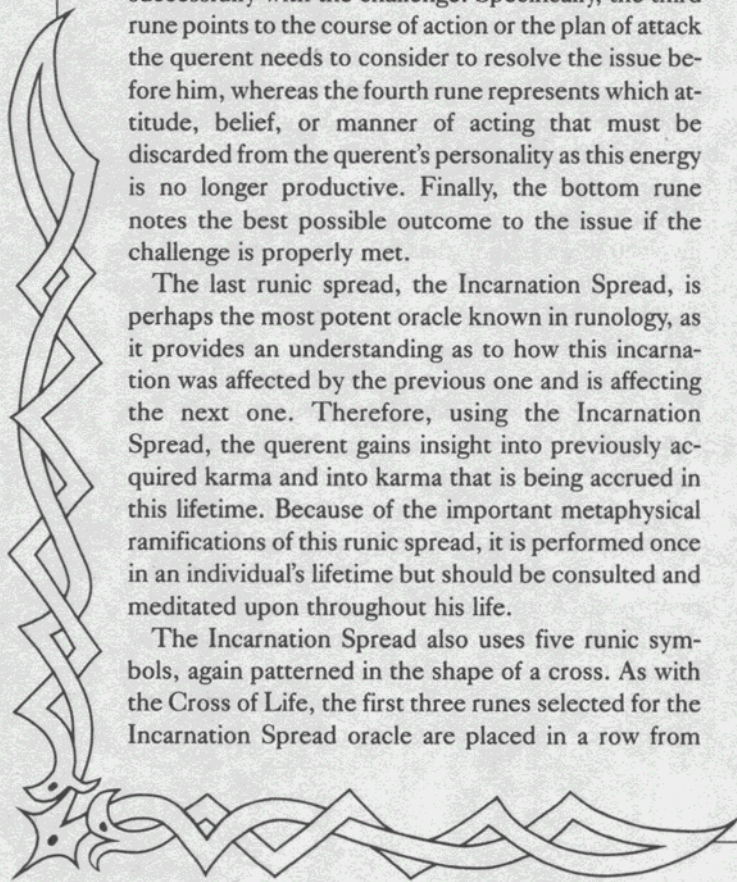 successfully with the challenge. Specifically, the third
rune points to the course of action or the plan of attack
the querent needs to consider to resolve the issue be-
fore him, whereas the fourth rune represents which at-
titude, belief, or manner of acting that must be
discarded from the querent's personality as this energy
is no longer productive. Finally, the bottom rune
notes the best possible outcome to the issue if the
challenge is properly met.
The last runic spread, the Incarnation Spread, is
perhaps the most potent oracle known in runology, as
it provides an understanding as to how this incarna-
tion was affected by the previous one and is affecting
the next one. Therefore, using the Incarnation
Spread, the querent gains insight into previously ac-
quired karma and into karma that is being accrued in
this lifetime. Because of the important metaphysical
ramifications of this runic spread, it is performed once
in an individual's lifetime but should be consulted and
meditated upon throughout his life.
The Incarnation Spread also uses five runic sym-
bols, again patterned in the shape of a cross. As with
the Cross of Life, the first three runes selected for the
Incarnation Spread oracle are placed in a row from